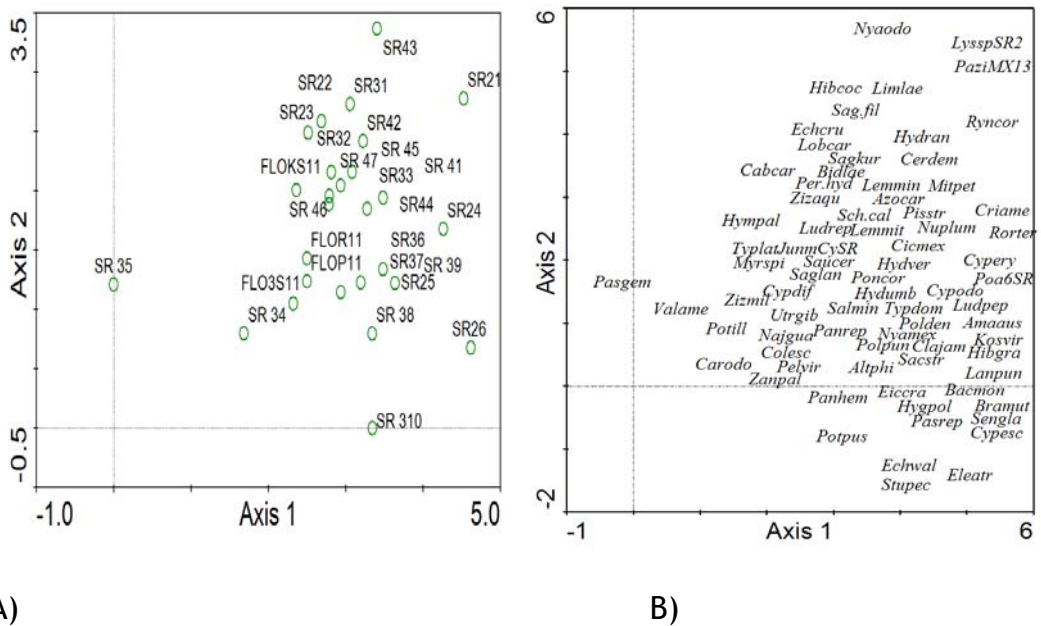 3.5
SR43
SR22
SR31
SR21
SR23
SR42
SR32
SR 45
FLOKS11
SR 47
SR 41
SR33
SR 46
SR44
SR24
FLOR11
SR36
SR 35
FLOP11
SR37
SR 39
FLO3S11
SR25
SR 34
SR 38
SR26
SR 310
-0.5
Axis 2
-1.0
Axis 1
5.0
A)
6
Nyaodo
LysspSR2
PaziMX13
Hibcoc Limlae
Sag.fil
Ryncor
Echcru
Hydran
Lobcar
Sagkur Cerdem
Cabcar Bidlae
Per.hyd Lemmin Mitpet
Zizaqu Azocar
Sch.cal Pisstr Criame
Hympal
Ludrep Lemmit Nuplum Rorter
TyplatJunmCySR Cicmex
Myrspi Saucer Hydver Cypery
Saglan Poncor Poa6SR
Pasgem
Cypdif Hydumb Cypodo
Zizmil
Valame Salmin Typdom Ludpep
Utrgib
Potill Polden Amaaus
Najgua Panrep Nyamex
Polpun Clajam Kosvir
Colesc Hibgra
Carodo Pelyir Altphi Sacstr
Zanpal Lanpun
Panhem Eiccra Bacmon
Hygpol Bramut
Pasrep Sengla
Potpus Cypesc
Echwal
Stupec Eleatr
-2
Axis 2
-1
Axis 1
6
B)